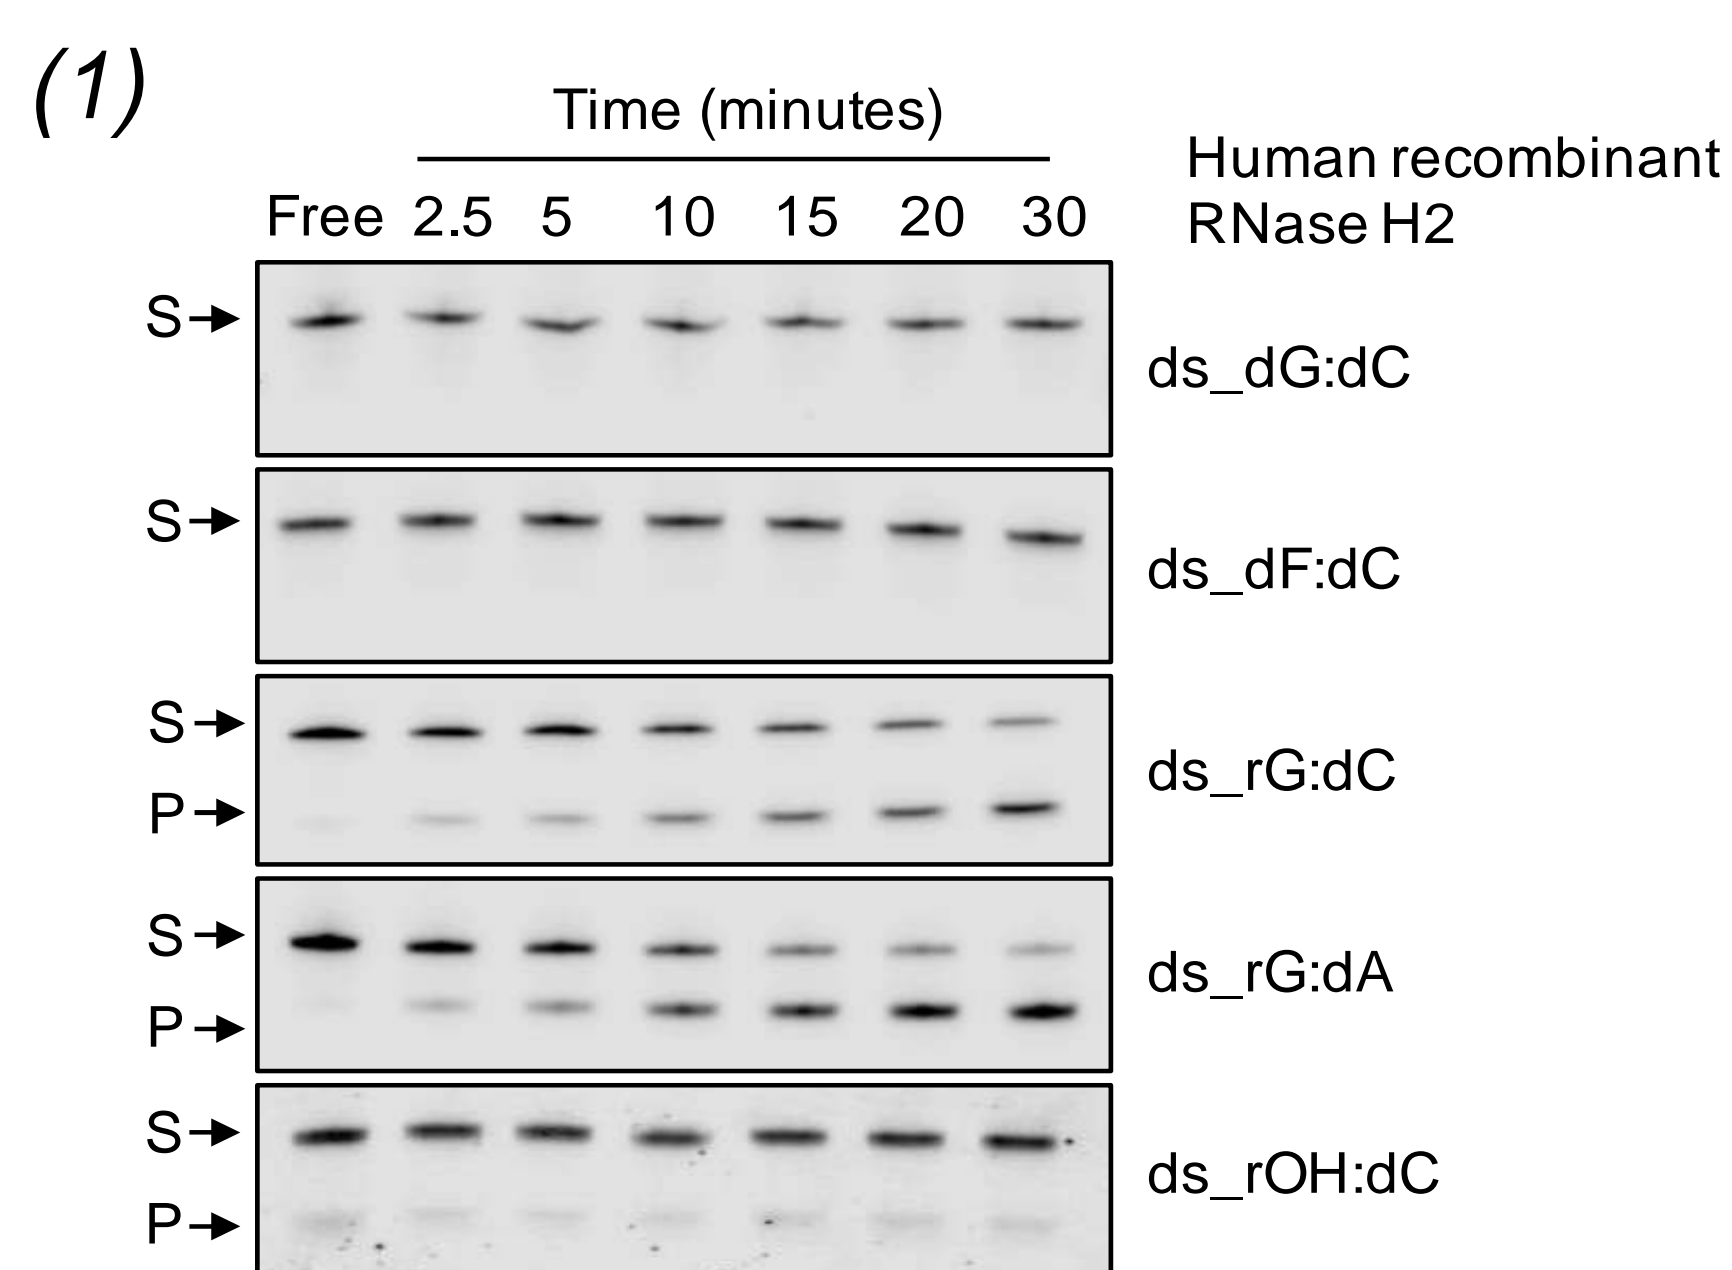 (1)
Time (minutes)
Human recombinant
RNase H2
Free 2.5 5 10 15 20 30
S
ds_dG:dC
S
ds_dF:dC
S
P
ds_rG:dC
S
P
ds_rG:dA
S
P
ds_rOH:dC